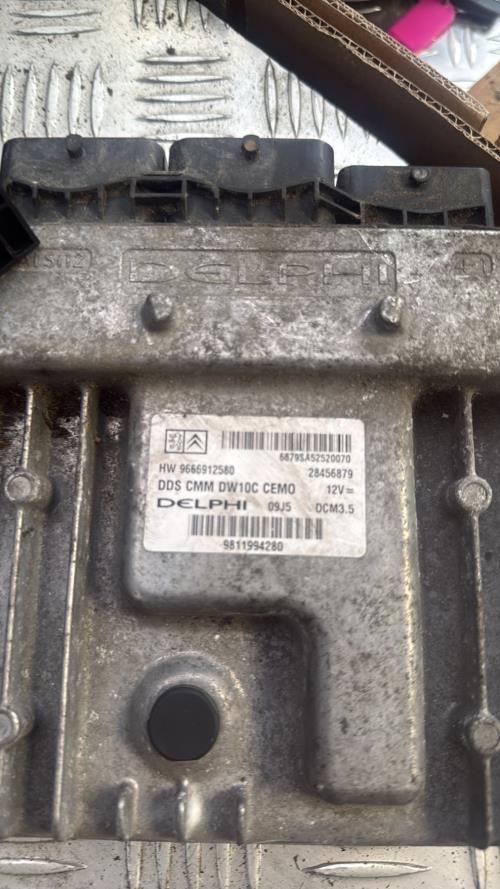 DELPHI
6879SA52520070
HW 9666912580 28456879
DDS CMM DW10C CEMO 12V
DELPHI 09J5 DCM3.5
9811994280